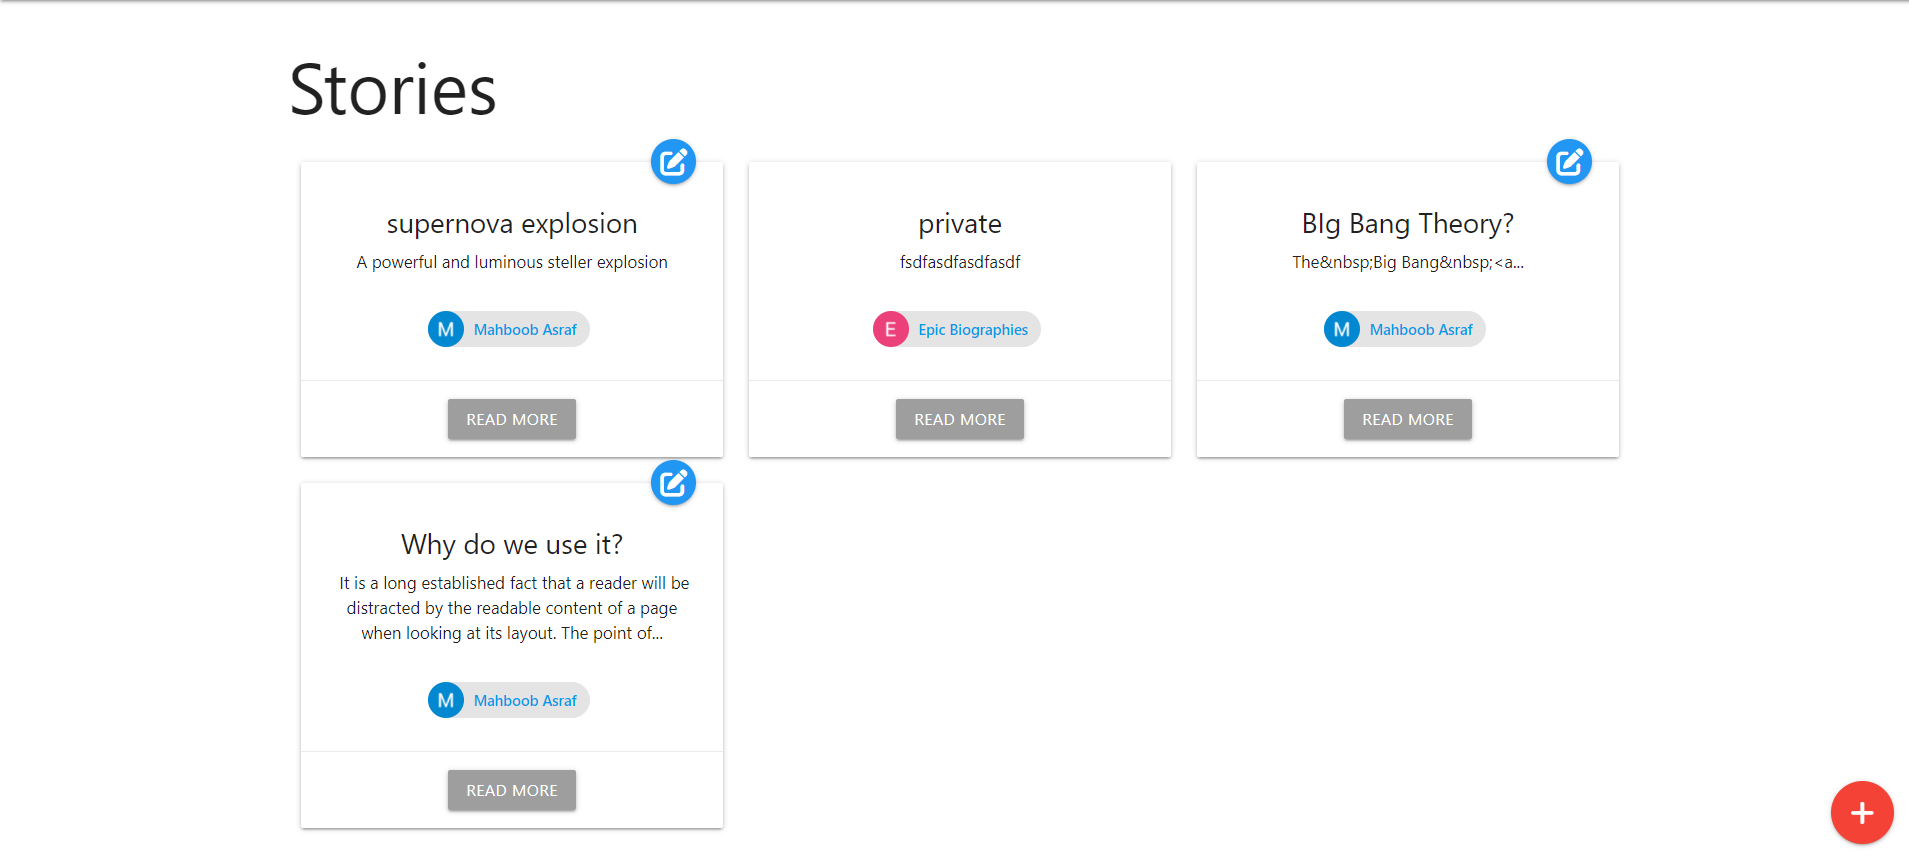 Stories
supernova explosion
A powerful and luminous steller explosion
M Mahboob Asraf
READ MORE
private
fsdfasdfasdfasdf
E Epic Biographies
READ MORE
BIg Bang Theory?
The&nbsp;Big Bang&nbsp;<a...
M Mahboob Asraf
READ MORE
Why do we use it?
It is a long established fact that a reader will be
distracted by the readable content of a page
when looking at its layout. The point of...
M Mahboob Asraf
READ MORE